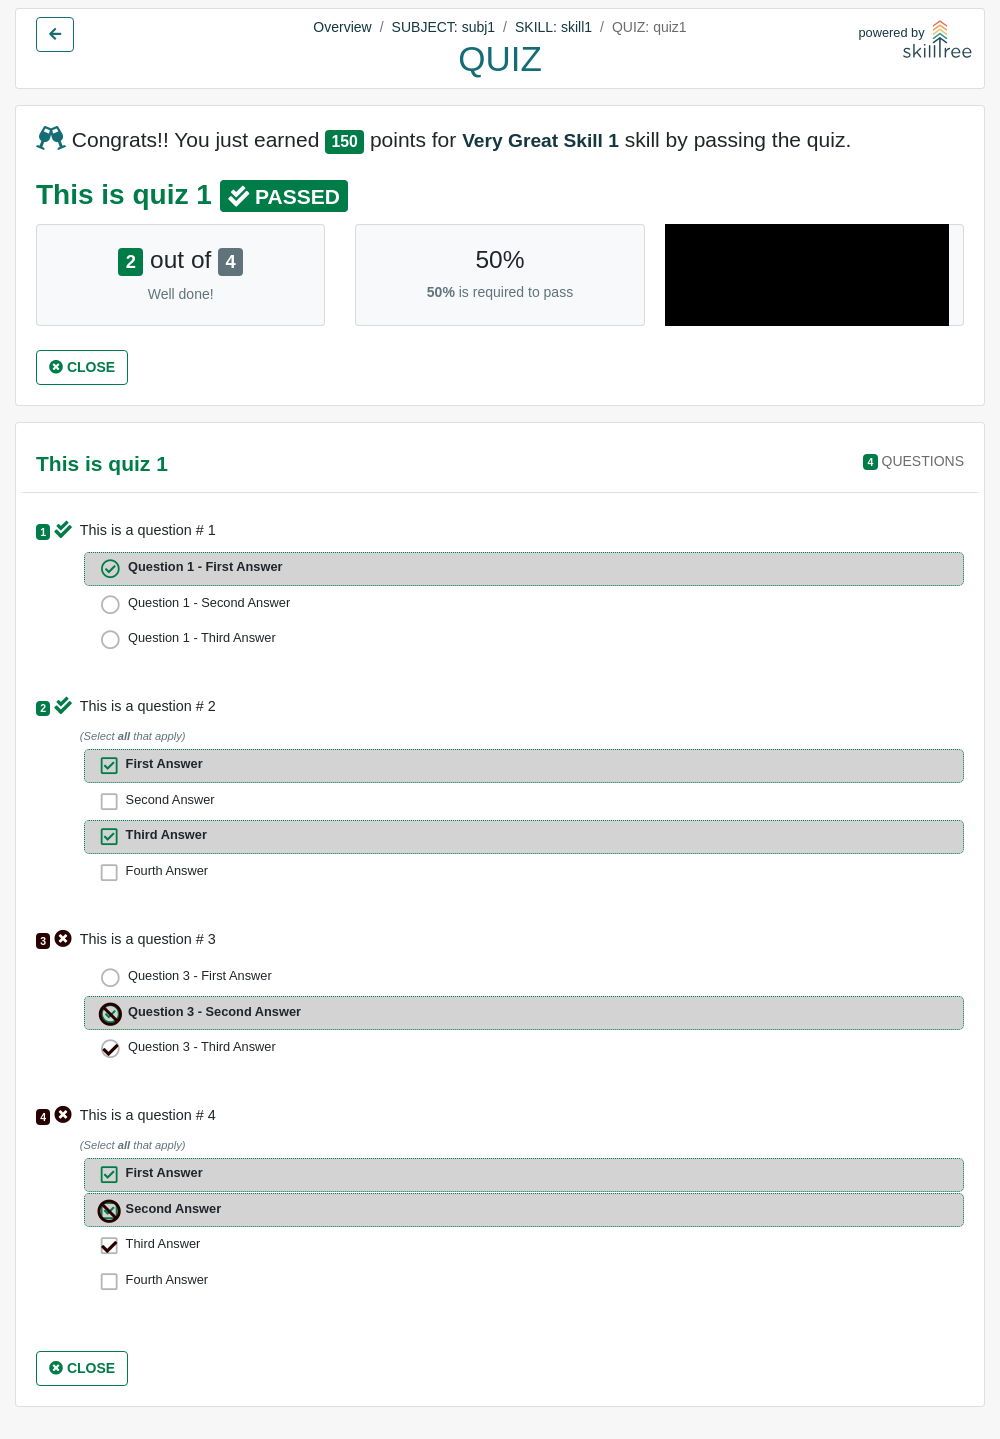 Overview / SUBJECT: subj1 / SKILL: skill1 / QUIZ: quiz1
QUIZ
powered by
skilltree
Congrats!! You just earned 150 points for Very Great Skill 1 skill by passing the quiz.
This is quiz 1 PASSED
2 out of 4
Well done!
50%
50% is required to pass
CLOSE
This is quiz 1
4 QUESTIONS
1 This is a question # 1
Question 1 - First Answer
Question 1 - Second Answer
Question 1 - Third Answer
2 This is a question # 2
(Select all that apply)
First Answer
Second Answer
Third Answer
Fourth Answer
3 This is a question # 3
Question 3 - First Answer
Question 3 - Second Answer
Question 3 - Third Answer
4 This is a question # 4
(Select all that apply)
First Answer
Second Answer
Third Answer
Fourth Answer
CLOSE